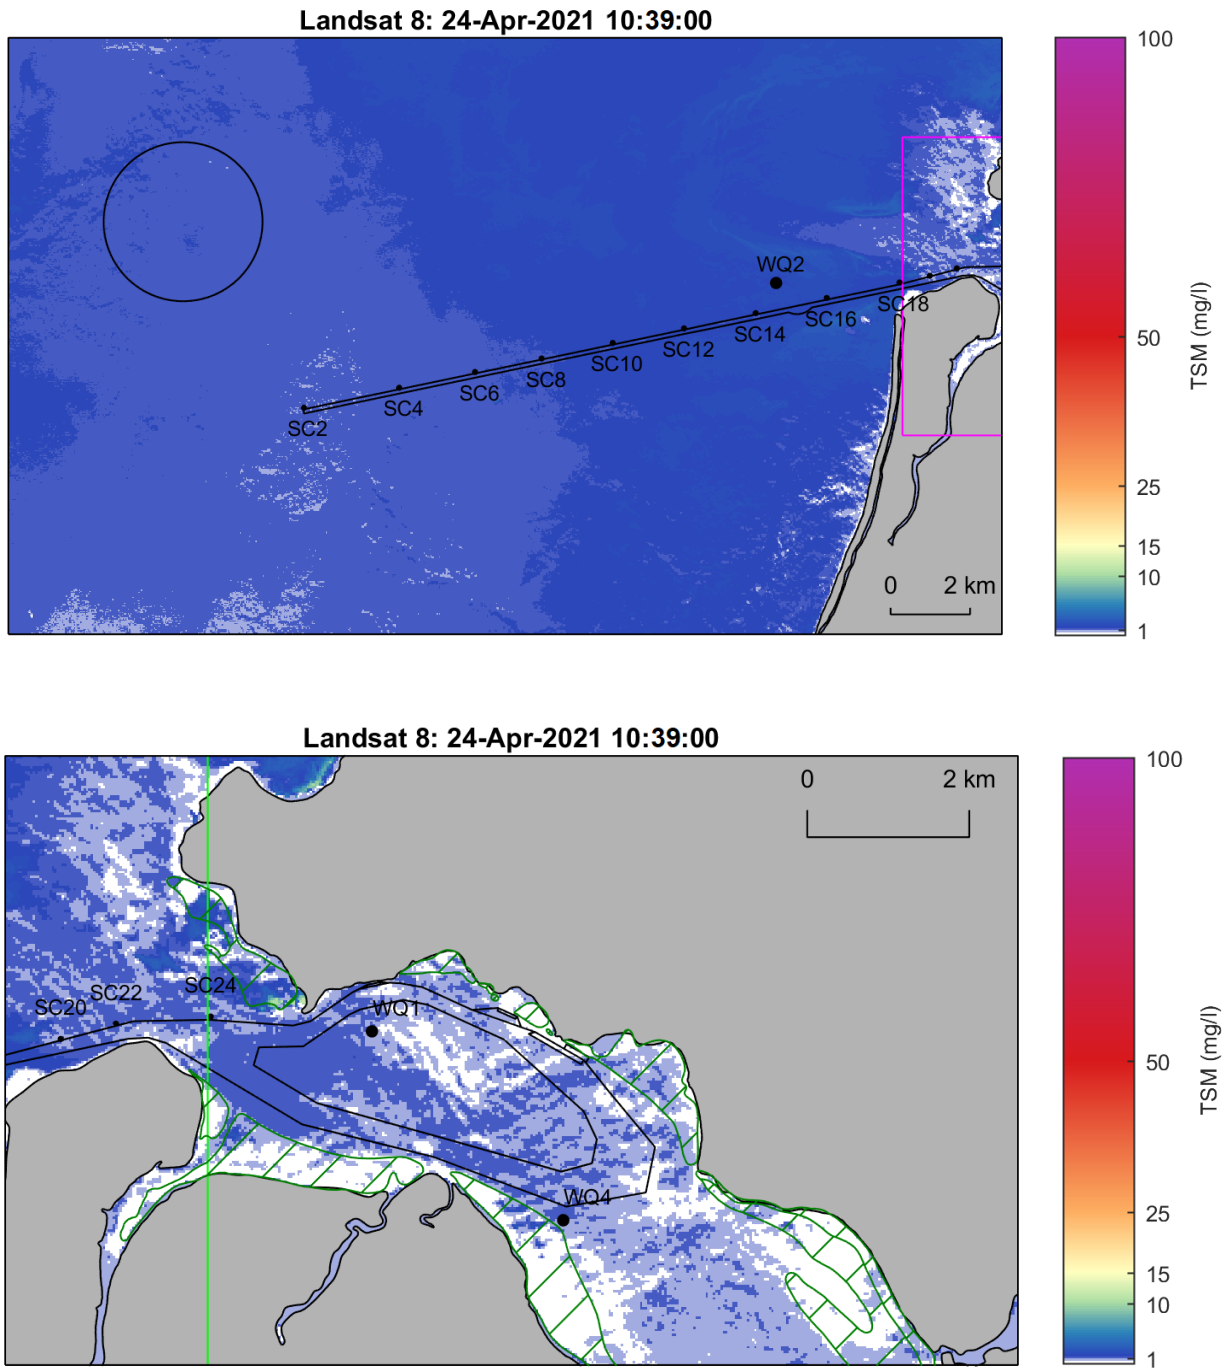 Landsat 8: 24-Apr-2021 10:39:00
100
WQ2
SC18
SC16
SC14
SC12
SC10
SC8
SC6
SC4
SC2
50
25
15
10
1
TSM (mg/l)
0 2 km
Landsat 8: 24-Apr-2021 10:39:00
100
0 2 km
SC24
SC22
SC20
WQ1
WQ4
50
25
15
10
1
TSM (mg/l)